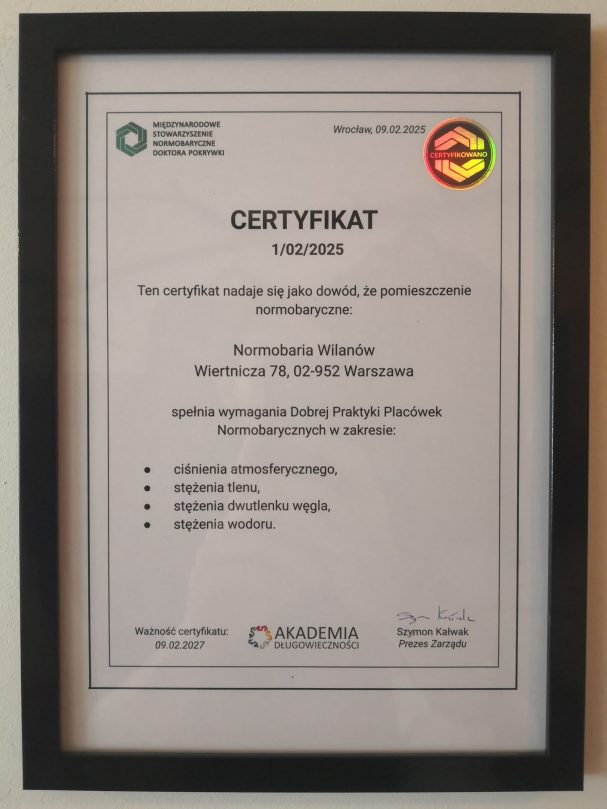 MIĘDZYNARODOWE
STOWARZYSZENIE
NORMOBARYCZNE
DOKTORA POKRYWKI
Wrocław, 09.02.2025
CERTYFIKOWANO
CERTYFIKAT
1/02/2025
Ten certyfikat nadaje się jako dowód, że pomieszczenie
normobaryczne:
Normobaria Wilanów
Wiertnicza 78, 02-952 Warszawa
spełnia wymagania Dobrej Praktyki Placówek
Normobarycznych w zakresie:
● ciśnienia atmosferycznego,
● stężenia tlenu,
● stężenia dwutlenku węgla,
● stężenia wodoru.
Ważność certyfikatu:
09.02.2027
AKADEMIA
DŁUGOWIECZNOŚCI
Szymon Kałwak
Prezes Zarządu